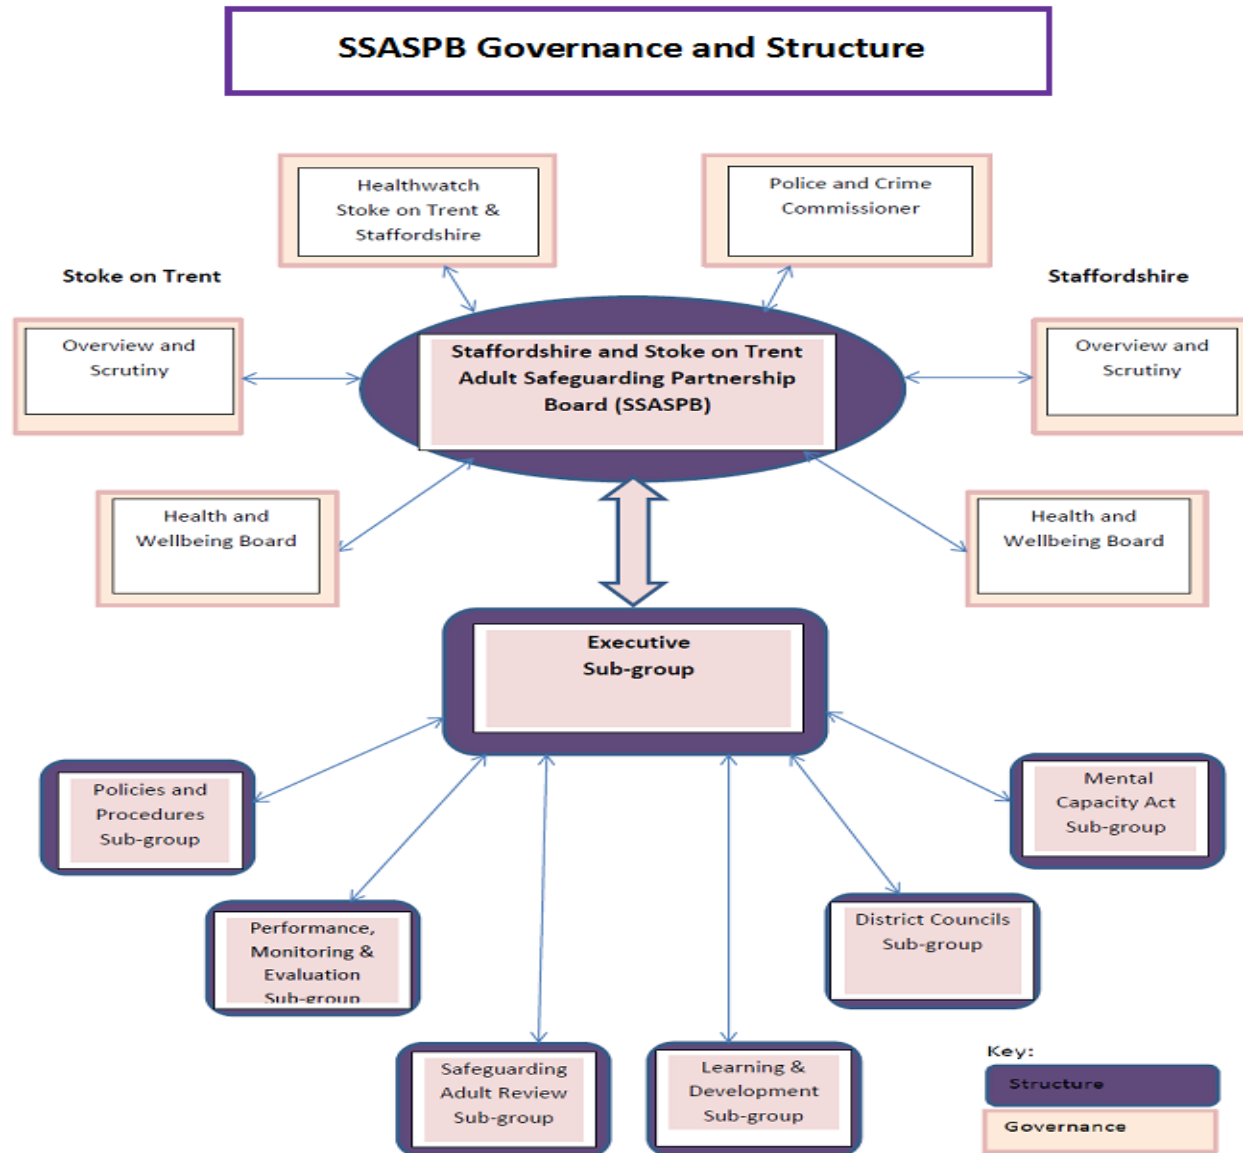 SSASPB Governance and Structure
Healthwatch
Stoke on Trent &
Staffordshire
Police and Crime
Commissioner
Stoke on Trent
Staffordshire
Overview and
Scrutiny
Staffordshire and Stoke on Trent
Adult Safeguarding Partnership
Board (SSASPB)
Overview and
Scrutiny
Health and
Wellbeing Board
Health and
Wellbeing Board
Executive
Sub-group
Policies and
Procedures
Sub-group
Mental
Capacity Act
Sub-group
Performance,
Monitoring &
Evaluation
Sub-group
District Councils
Sub-group
Safeguarding
Adult Review
Sub-group
Learning &
Development
Sub-group
Key:
Structure
Governance